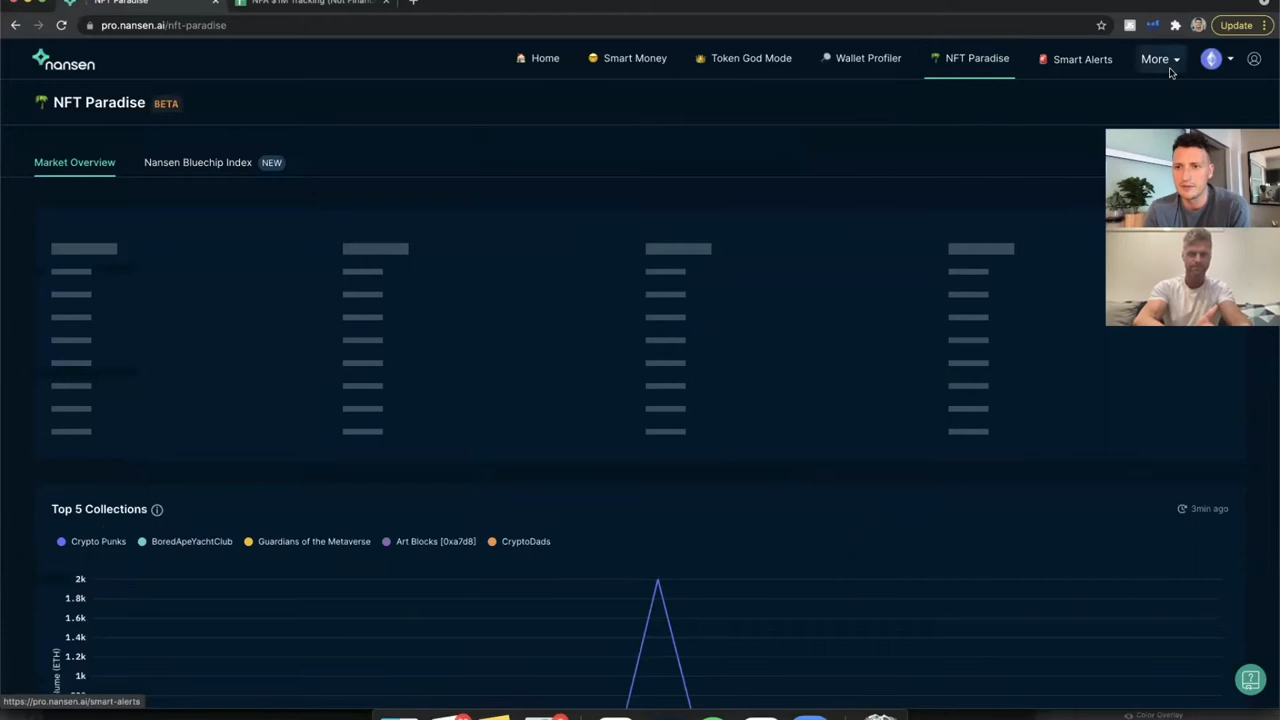 NFT Paradise
NFA $1M Tracking (Not Financ
pro.nansen.ai/nft-paradise
Update
nansen
Home
Smart Money
Token God Mode
Wallet Profiler
NFT Paradise
Smart Alerts
More
NFT Paradise BETA
Market Overview
Nansen Bluechip Index NEW
Top 5 Collections
3min ago
Crypto Punks
BoredApeYachtClub
Guardians of the Metaverse
Art Blocks [0xa7d8]
CryptoDads
2k
1.8k
1.6k
1.4k
1.2k
1k
(ETH)
https://pro.nansen.ai/smart-alerts
Color Overlay